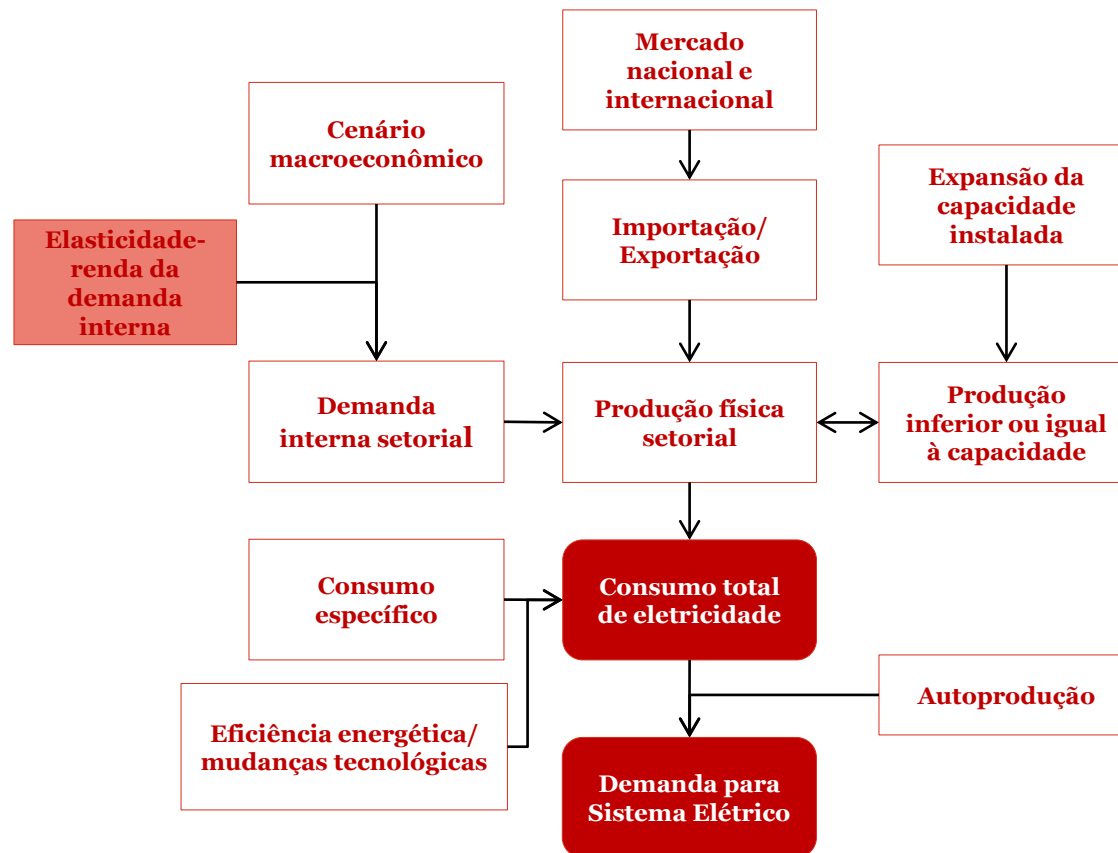 Mercado
nacional e
internacional
Cenário
macroeconômico
Expansão da
capacidade
instalada
Importação/
Exportação
Elasticidade-
renda da
demanda
interna
Demanda
interna setorial
Produção física
setorial
Produção
inferior ou igual
à capacidade
Consumo
específico
Consumo total
de eletricidade
Eficiência energética/
mudanças tecnológicas
Autoprodução
Demanda para
Sistema Elétrico